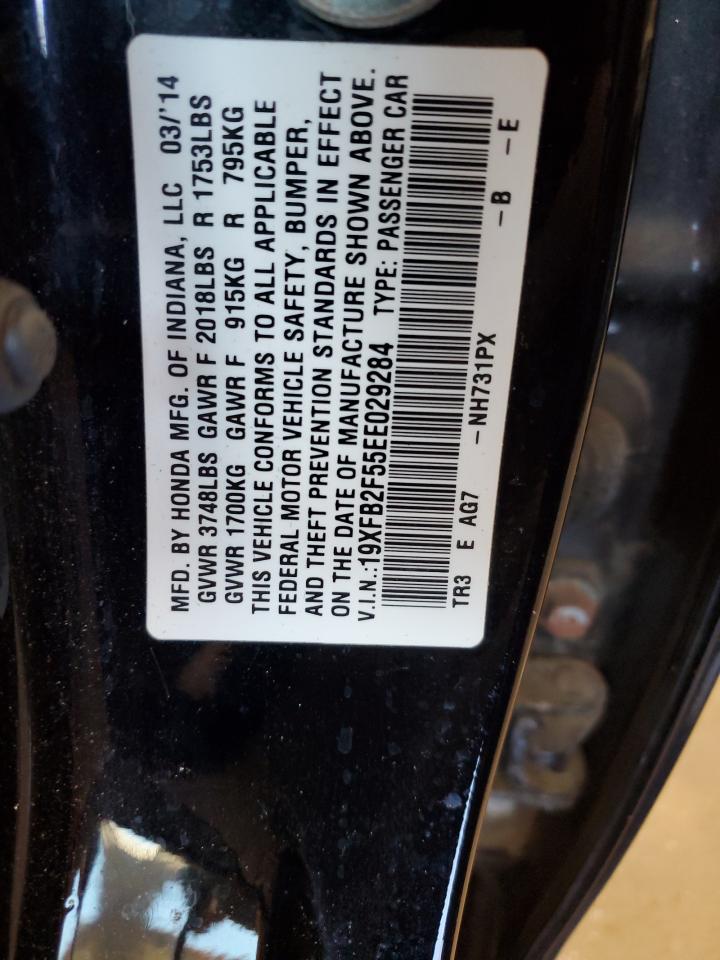 MFD. BY HONDA MFG. OF INDIANA, LLC 03/'14
GVWR 3748LBS GAWR F 2018LBS R 1753LBS
GVWR 1700KG GAWR F 915KG R 795KG
THIS VEHICLE CONFORMS TO ALL APPLICABLE
FEDERAL MOTOR VEHICLE SAFETY, BUMPER,
AND THEFT PREVENTION STANDARDS IN EFFECT
ON THE DATE OF MANUFACTURE SHOWN ABOVE.
V.I.N.:19XFB2F55EE029284 TYPE: PASSENGER CAR
TR3 E AG7 -NH731PX -B -E